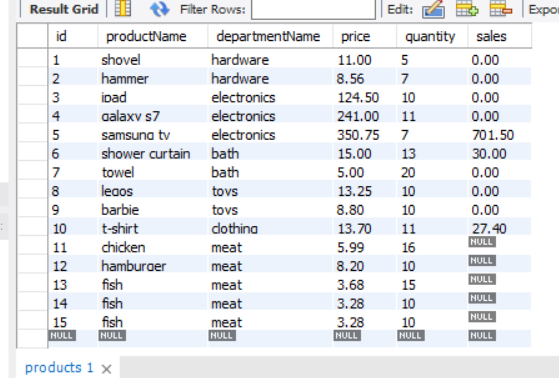 Result Grid Filter Rows: Edit: Expor
id productName departmentName price quantity sales
1 shovel hardware 11.00 5 0.00
2 hammer hardware 8.56 7 0.00
3 ipad electronics 124.50 10 0.00
4 galaxy s7 electronics 241.00 11 0.00
5 samsung tv electronics 350.75 7 701.50
6 shower curtain bath 15.00 13 30.00
7 towel bath 5.00 20 0.00
8 legos toys 13.25 10 0.00
9 barbie toys 8.80 10 0.00
10 t-shirt clothing 13.70 11 27.40
11 chicken meat 5.99 16 NULL
12 hamburger meat 8.20 10 NULL
13 fish meat 3.68 15 NULL
14 fish meat 3.28 10 NULL
15 fish meat 3.28 10 NULL
NULL NULL NULL NULL NULL NULL
products 1